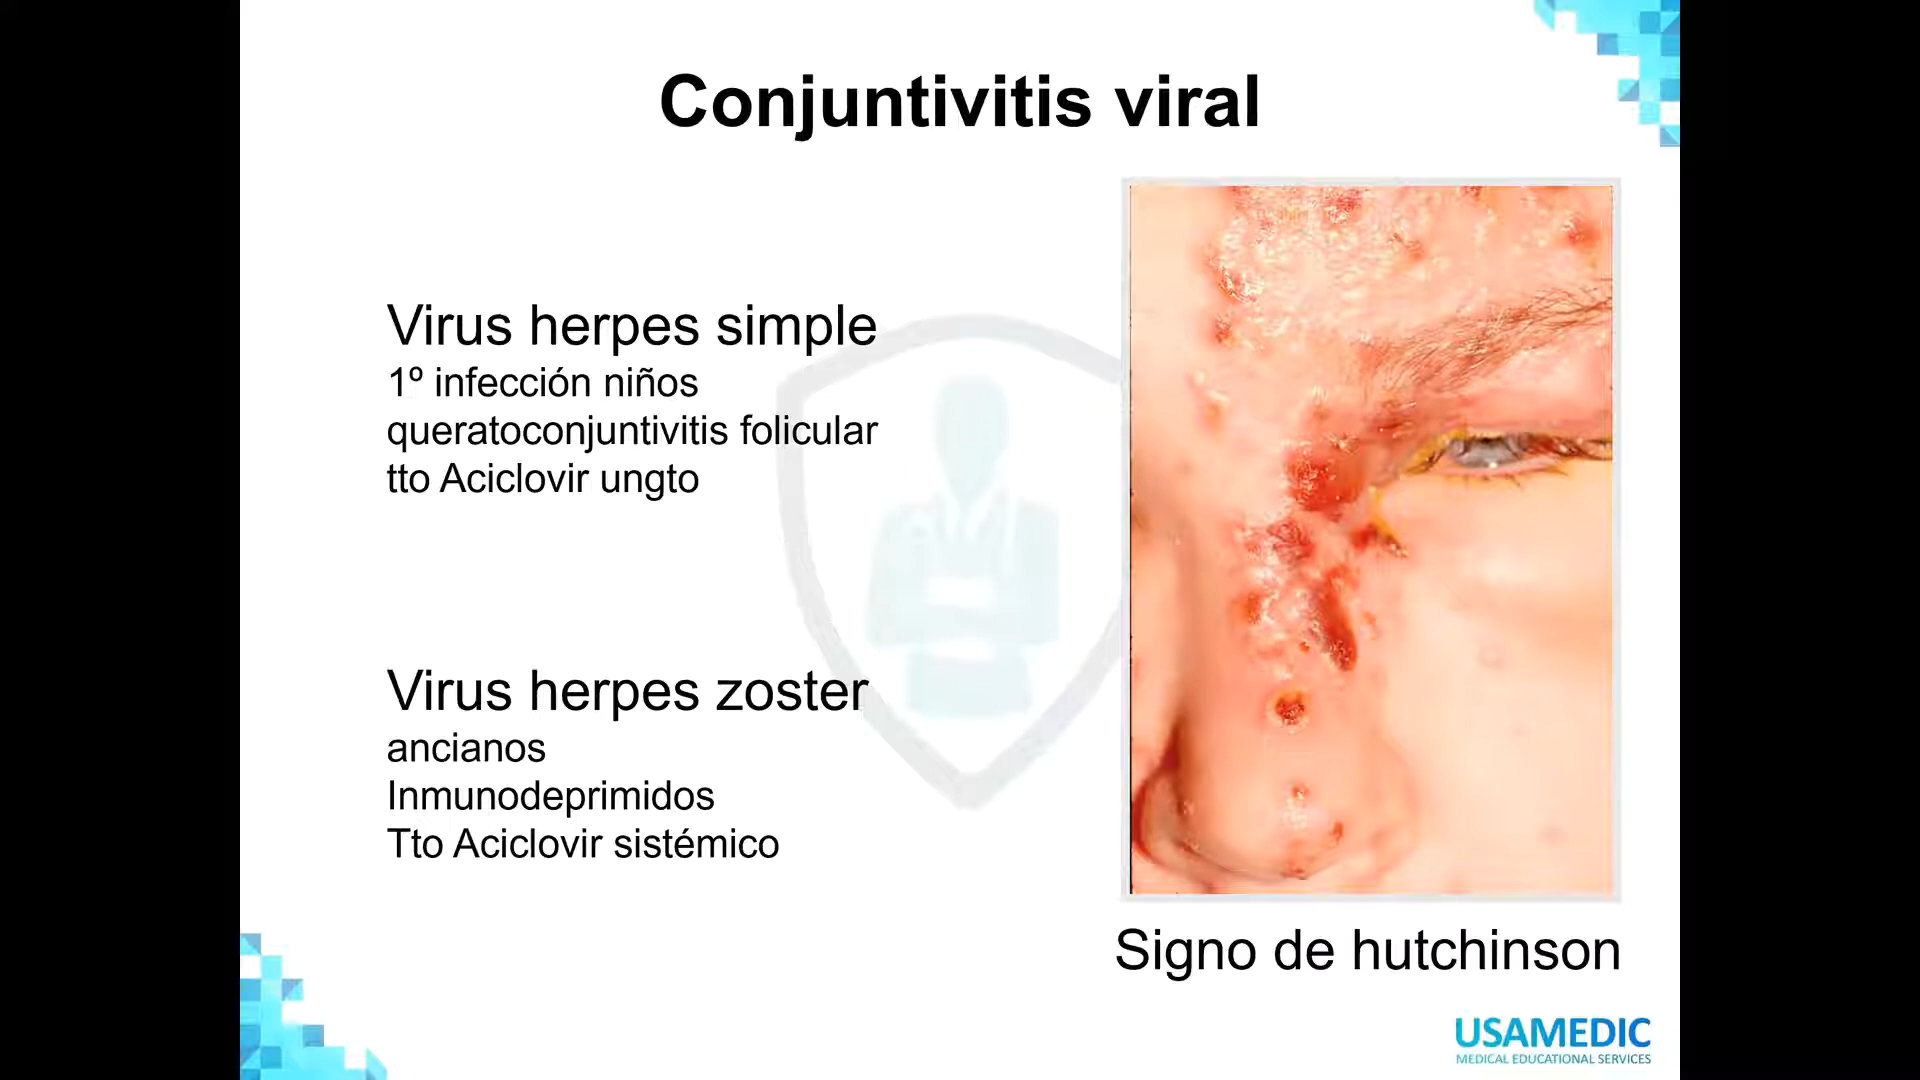 Conjuntivitis viral
Virus herpes simple
1º infección niños
queratoconjuntivitis folicular
tto Aciclovir ungto
Virus herpes zoster
ancianos
Inmunodeprimidos
Tto Aciclovir sistémico
Signo de hutchinson
USAMEDIC
MEDICAL EDUCATIONAL SERVICES